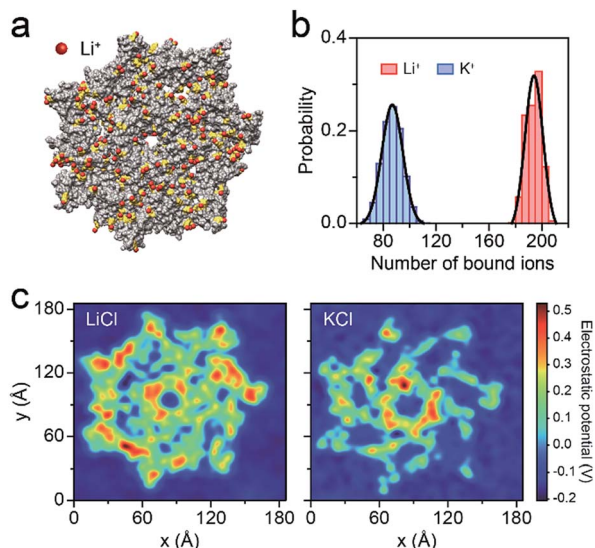 a
Li⁺
b
Li⁺ K⁺
Probability
0.4
0.2
0.0
80 120 160 200
Number of bound ions
c
LiCl
KCl
y (Å)
180
120
60
0
0 60 120 180
x (Å)
0 60 120 180
x (Å)
0.5
0.4
0.3
0.2
0.1
0.0
-0.1
-0.2
Electrostatic potential (V)